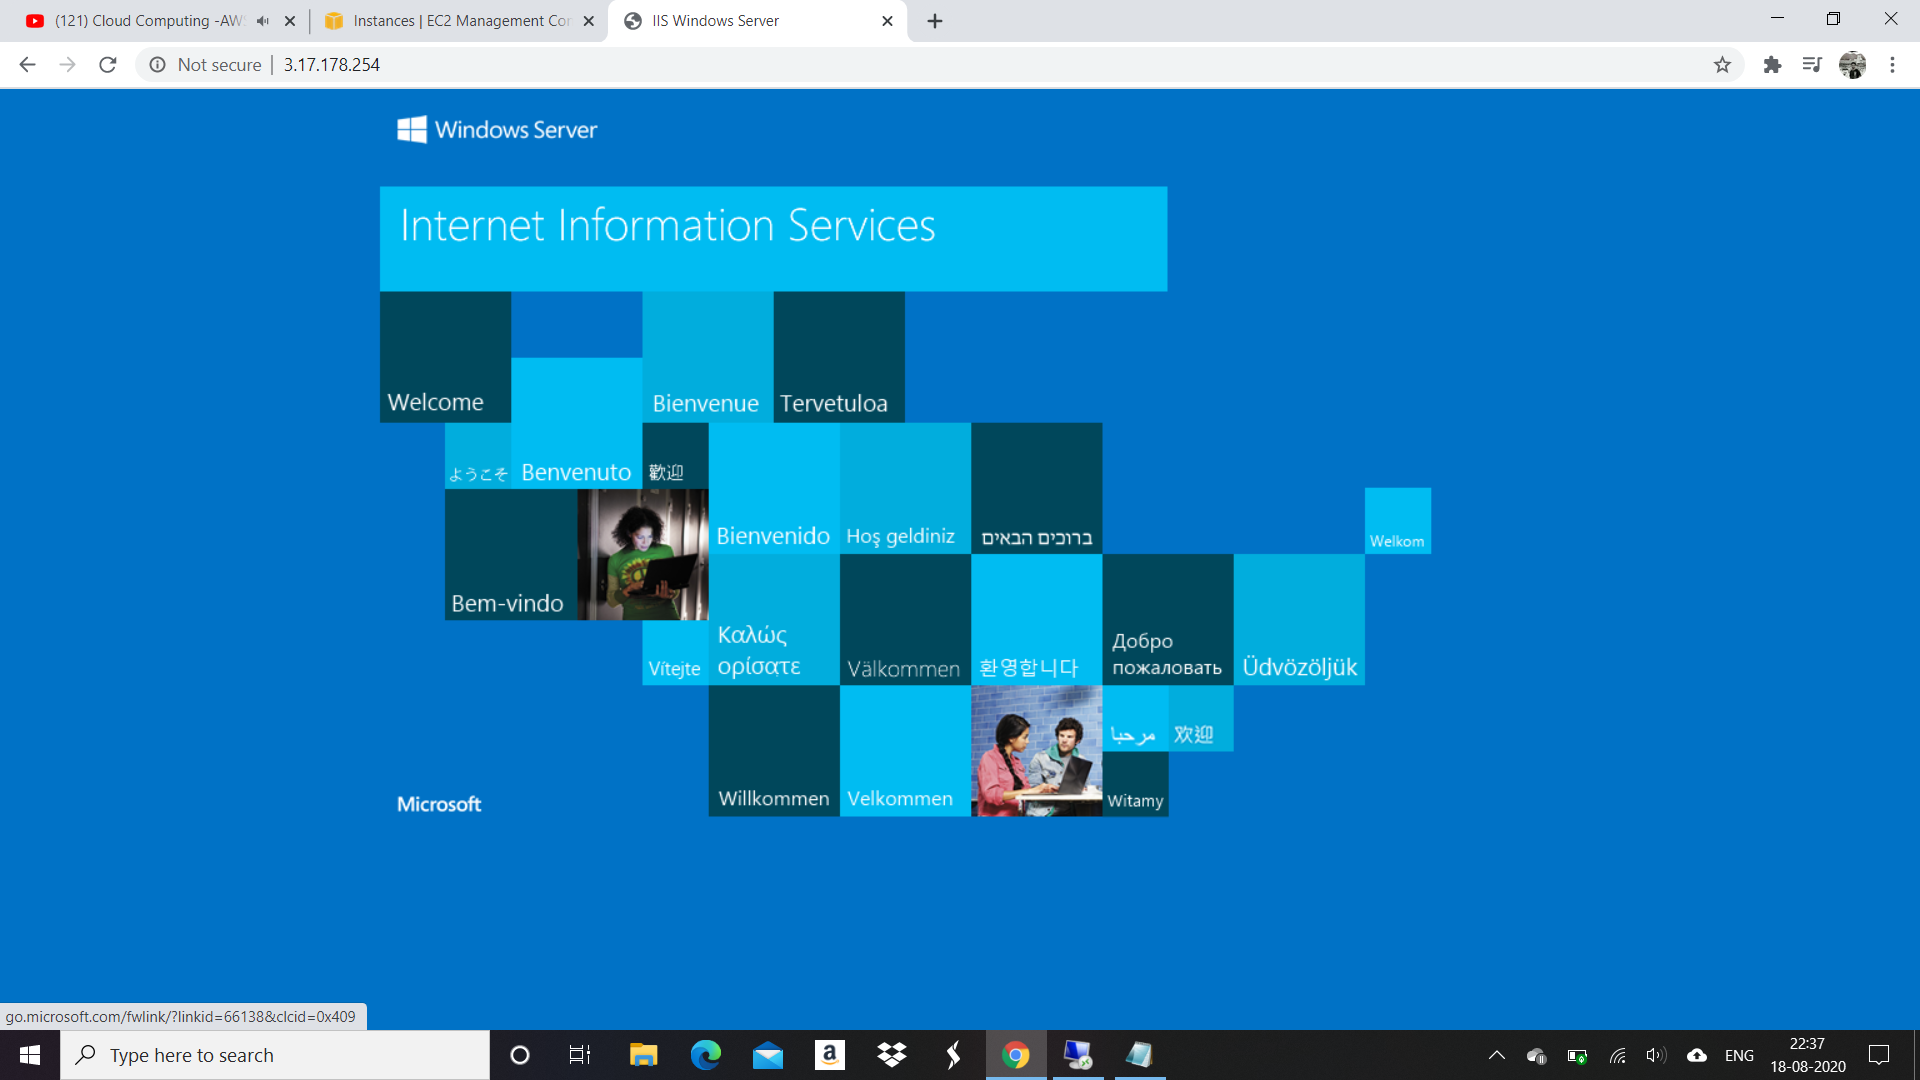 (121) Cloud Computing -AW
Instances | EC2 Management Con
IIS Windows Server
Not secure | 3.17.178.254
Windows Server
Internet Information Services
Welcome
Bienvenue
Tervetuloa
ようこそ
Benvenuto
歡迎
Bienvenido
Hoş geldiniz
ברוכים הבאים
Welkom
Bem-vindo
Vítejte
Καλώς
ορίσατε
Välkommen
환영합니다
Добро
пожаловать
Üdvözöljük
مرحبا
欢迎
Willkommen
Velkommen
Witamy
Microsoft
go.microsoft.com/fwlink/?linkid=66138&clcid=0x409
Type here to search
a
ENG
22:37
18-08-2020